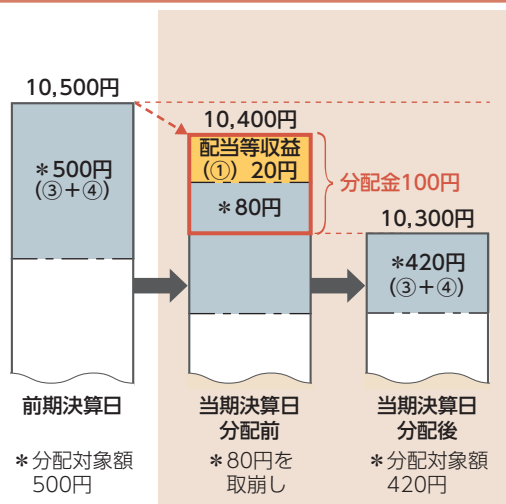 10,500円
＊500円
(③＋④)
前期決算日
＊分配対象額
500円
10,400円
配当等収益
(①) 20円
＊80円
分配金100円
当期決算日
分配前
＊80円を
取崩し
10,300円
＊420円
(③＋④)
当期決算日
分配後
＊分配対象額
420円